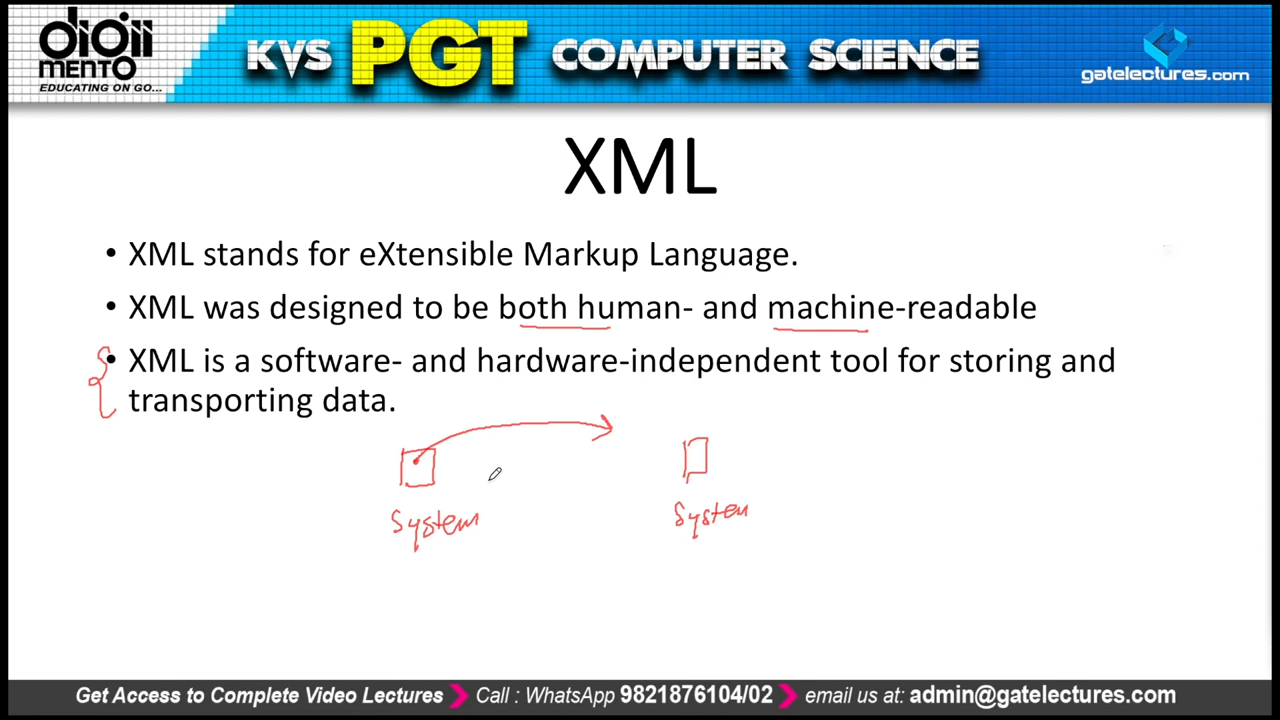 digii
mento
EDUCATING ON GO...
KVS PGT COMPUTER SCIENCE
gatelectures.com
XML
• XML stands for eXtensible Markup Language.
• XML was designed to be both human- and machine-readable
• XML is a software- and hardware-independent tool for storing and
transporting data.
System System
Get Access to Complete Video Lectures Call : WhatsApp 9821876104/02 email us at: admin@gatelectures.com